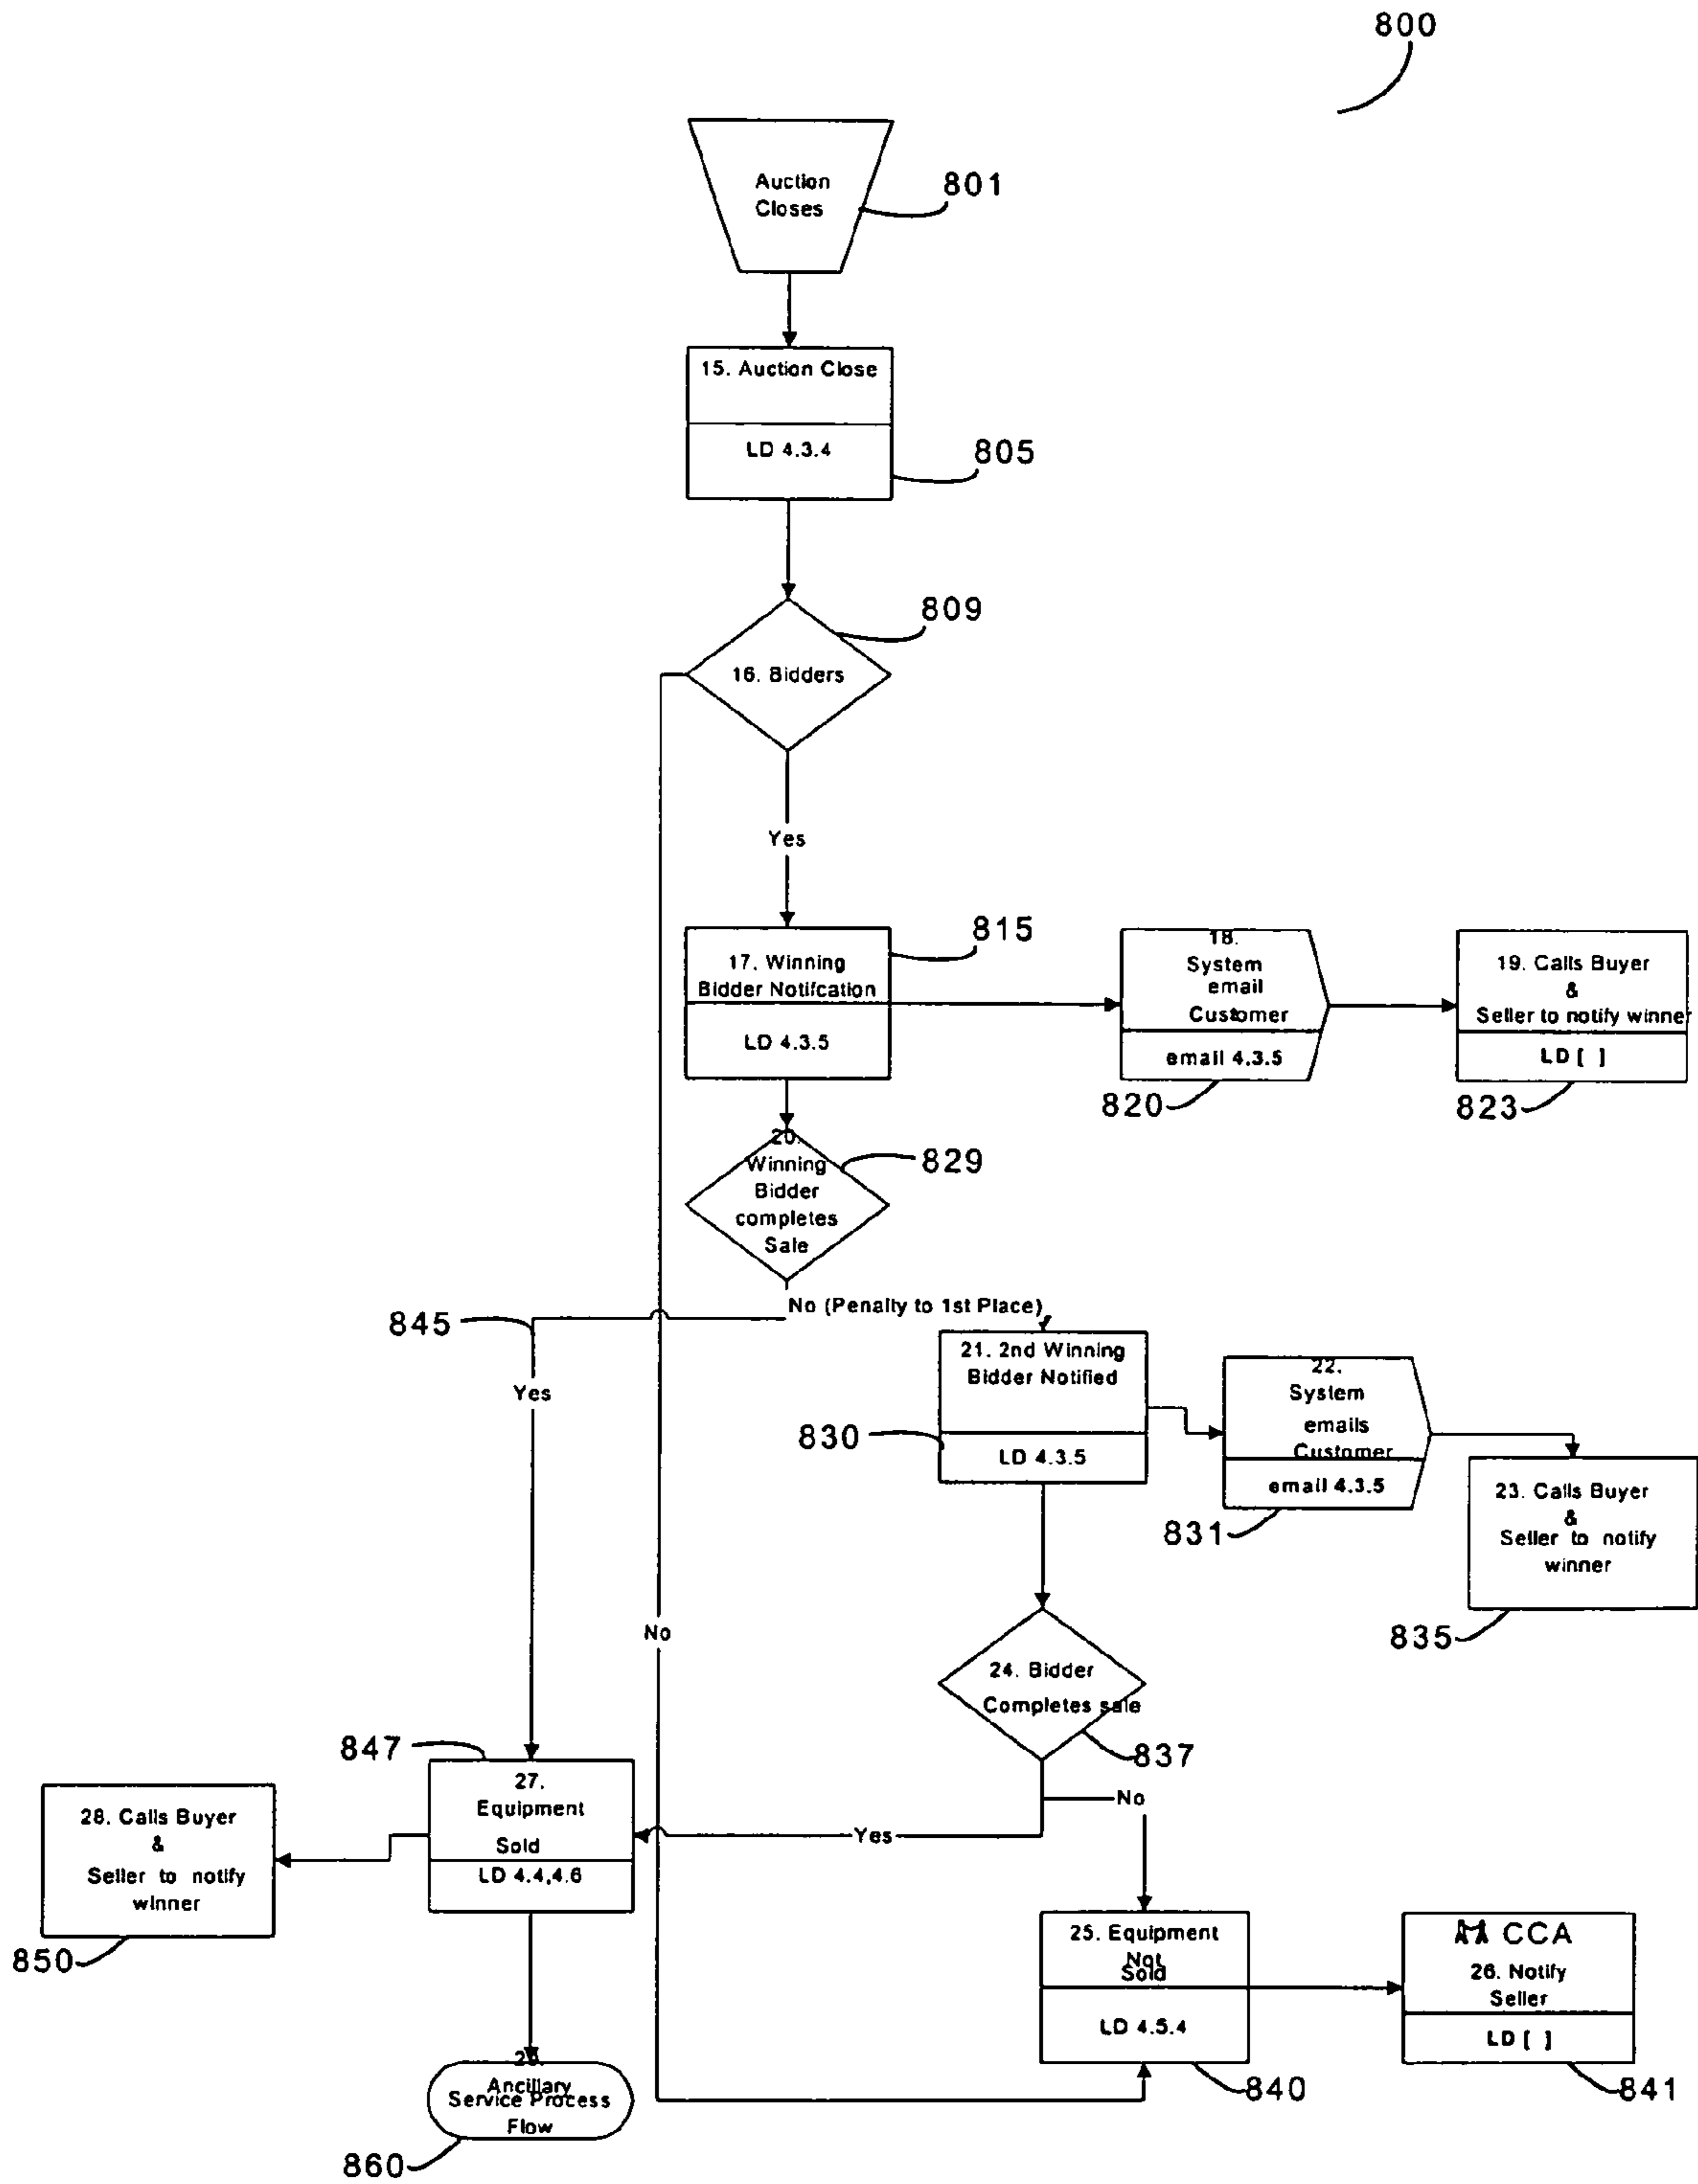 800
Auction
Closes
801
15. Auction Close
LD 4.3.4
805
809
16. Bidders
Yes
815
17. Winning
Bidder Notifcation
LD 4.3.5
18.
System
email
Customer
email 4.3.5
820
19. Calls Buyer
&
Seller to notify winner
LD [ ]
823
20.
Winning
Bidder
completes
Sale
829
No (Penalty to 1st Place)
845
Yes
21. 2nd Winning
Bidder Notified
LD 4.3.5
830
22.
System
emails
Customer
email 4.3.5
831
23. Calls Buyer
&
Seller to notify
winner
835
No
24. Bidder
Completes sale
837
No
Yes
847
27.
Equipment
Sold
LD 4.4,4.6
28. Calls Buyer
&
Seller to notify
winner
850
25. Equipment
Not
Sold
LD 4.5.4
840
CCA
26. Notify
Seller
LD [ ]
841
29.
Ancillary
Service Process
Flow
860